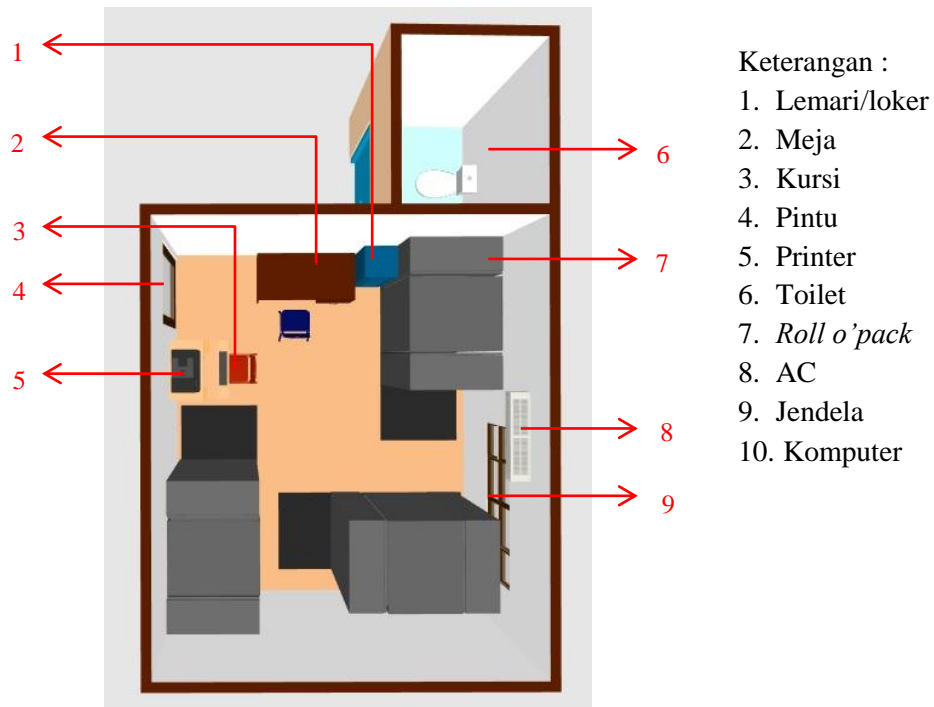 1
2
3
4
5
6
7
8
9
Keterangan :
1. Lemari/loker
2. Meja
3. Kursi
4. Pintu
5. Printer
6. Toilet
7. Roll o’pack
8. AC
9. Jendela
10. Komputer